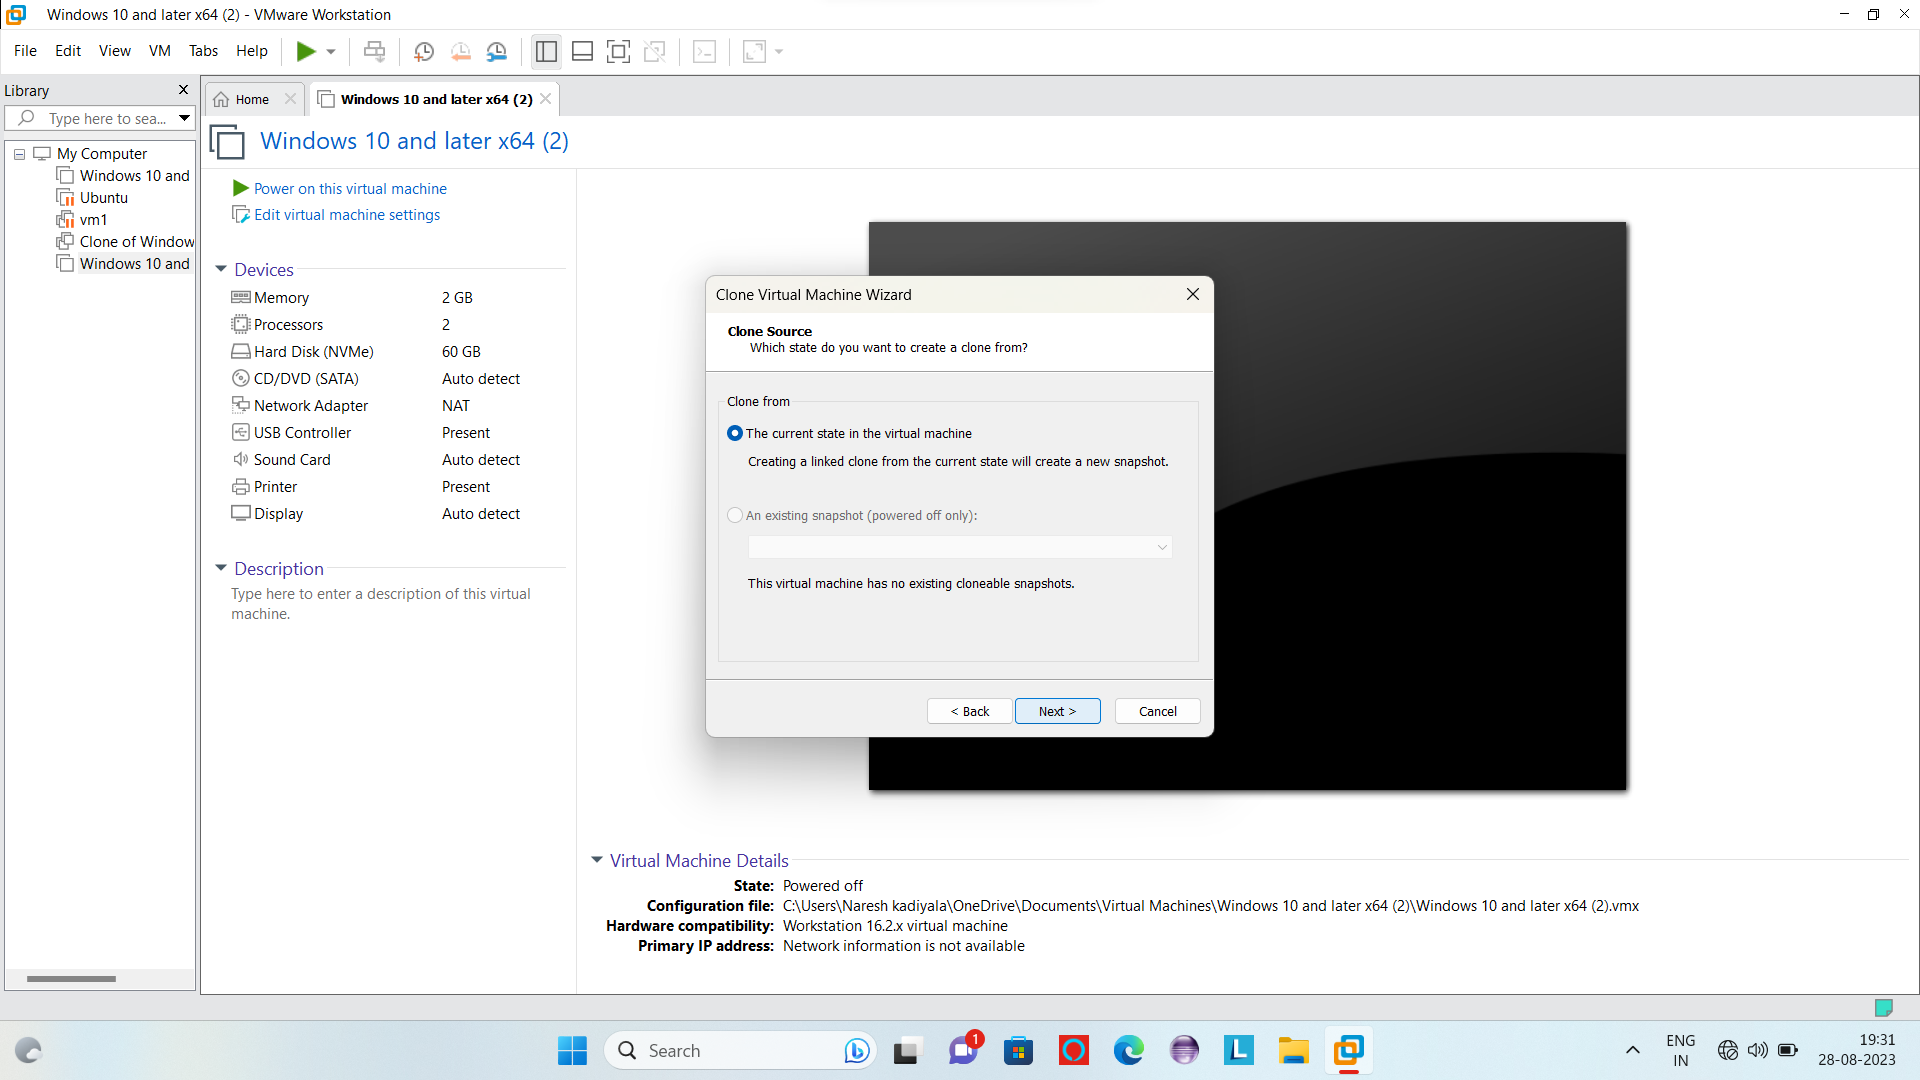 Windows 10 and later x64 (2) - VMware Workstation
File Edit View VM Tabs Help
Library
Type here to sea...
My Computer
Windows 10 and
Ubuntu
vm1
Clone of Window
Windows 10 and
Home
Windows 10 and later x64 (2)
Windows 10 and later x64 (2)
Power on this virtual machine
Edit virtual machine settings
Devices
Memory 2 GB
Processors 2
Hard Disk (NVMe) 60 GB
CD/DVD (SATA) Auto detect
Network Adapter NAT
USB Controller Present
Sound Card Auto detect
Printer Present
Display Auto detect
Description
Type here to enter a description of this virtual
machine.
Clone Virtual Machine Wizard
Clone Source
Which state do you want to create a clone from?
Clone from
The current state in the virtual machine
Creating a linked clone from the current state will create a new snapshot.
An existing snapshot (powered off only):
This virtual machine has no existing cloneable snapshots.
< Back Next > Cancel
Virtual Machine Details
State: Powered off
Configuration file: C:\Users\Naresh kadiyala\OneDrive\Documents\Virtual Machines\Windows 10 and later x64 (2)\Windows 10 and later x64 (2).vmx
Hardware compatibility: Workstation 16.2.x virtual machine
Primary IP address: Network information is not available
Search
1
L
ENG
IN
19:31
28-08-2023